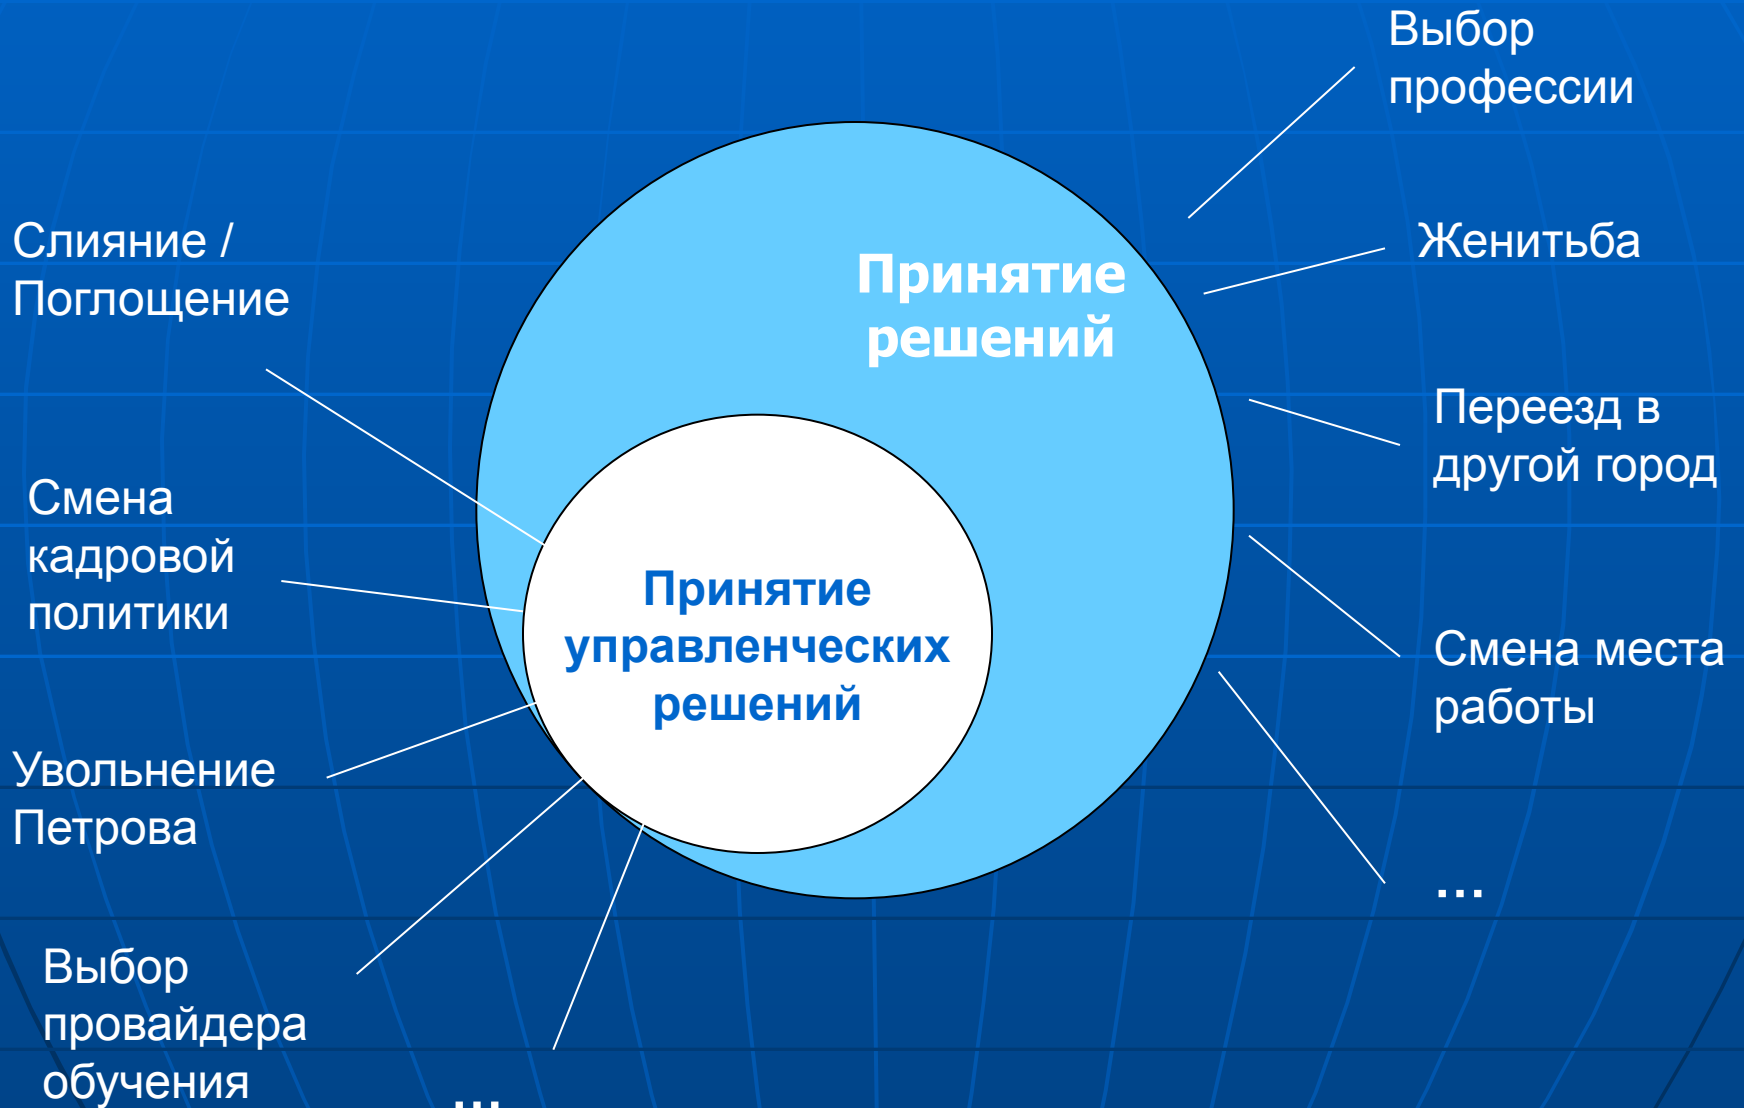 Выбор
профессии
Слияние /
Поглощение
Принятие
решений
Женитьба
Переезд в
другой город
Смена
кадровой
политики
Принятие
управленческих
решений
Смена места
работы
Увольнение
Петрова
...
Выбор
провайдера
обучения
...